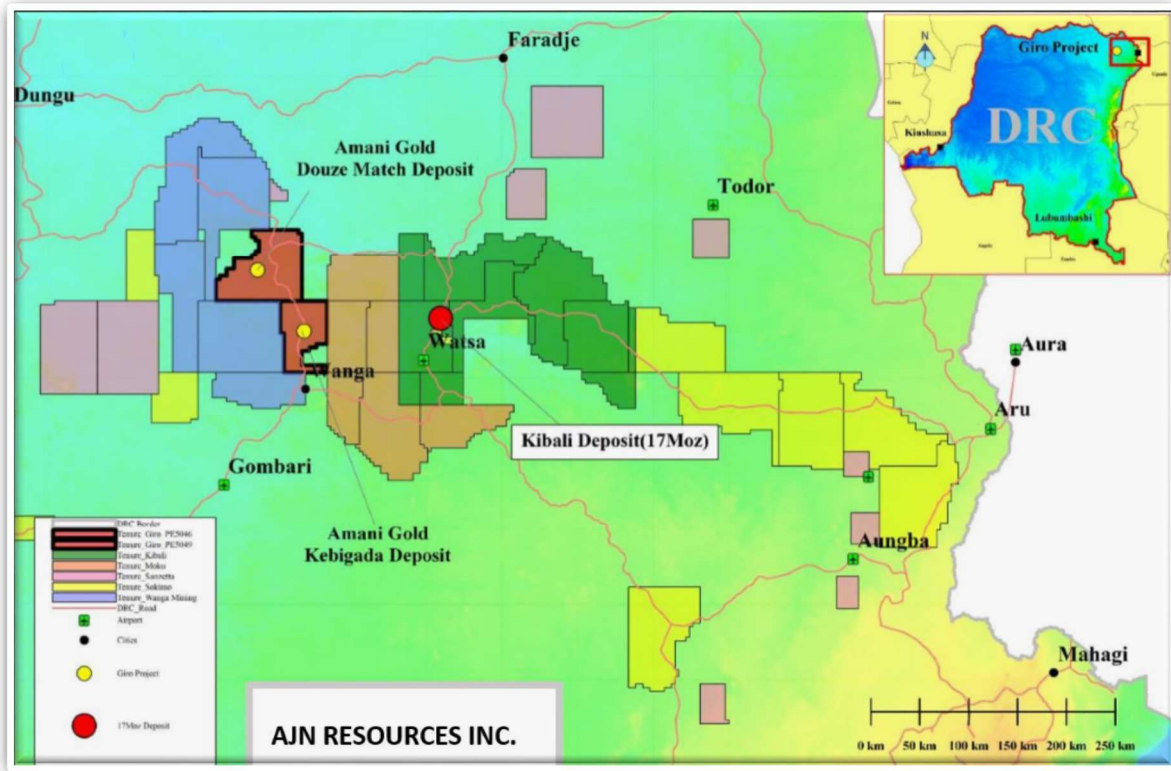 Faradje
Dungu
Amani Gold
Douze Match Deposit
Todor
Watsa
Wanga
Kibali Deposit(17Moz)
Gombari
Amani Gold
Kebigada Deposit
Aura
Aru
Aungba
Mahagi
N
Giro Project
DRC
Kinshasa
Lubumbashi
Angola
DRC Border
Tenure_Giro_PE5046
Tenure_Giro_PE5049
Tenure_Kibali
Tenure_Moku
Tenure_Sokimo
Tenure_Wanga Mining
DRC_Road
Airport
Cities
Giro Project
17Moz Deposit
AJN RESOURCES INC.
0 km 50 km 100 km 150 km 200 km 250 km